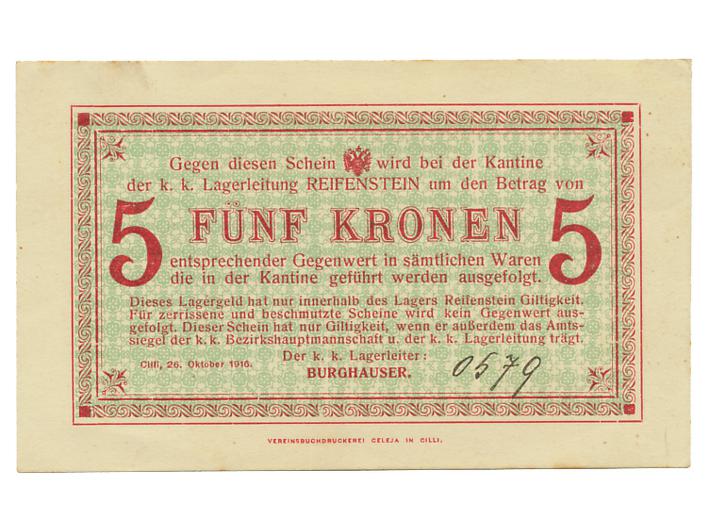 Gegen diesen Schein wird bei der Kantine
der k. k. Lagerleitung REIFENSTEIN um den Betrag von
5 FÜNF KRONEN 5
entsprechender Gegenwert in sämtlichen Waren
die in der Kantine geführt werden ausgefolgt.
Dieses Lagergeld hat nur innerhalb des Lagers Reifenstein Giltigkeit.
Für zerrissene und beschmutzte Scheine wird kein Gegenwert aus-
gefolgt. Dieser Schein hat nur Giltigkeit, wenn er außerdem das Amts-
siegel der k. k. Bezirkshauptmannschaft u. der k. k. Lagerleitung trägt.
Cilli, 26. Oktober 1916. Der k. k. Lagerleiter:
BURGHAUSER. 0579
VEREINSBUCHDRUCKEREI CELEJA IN CILLI.